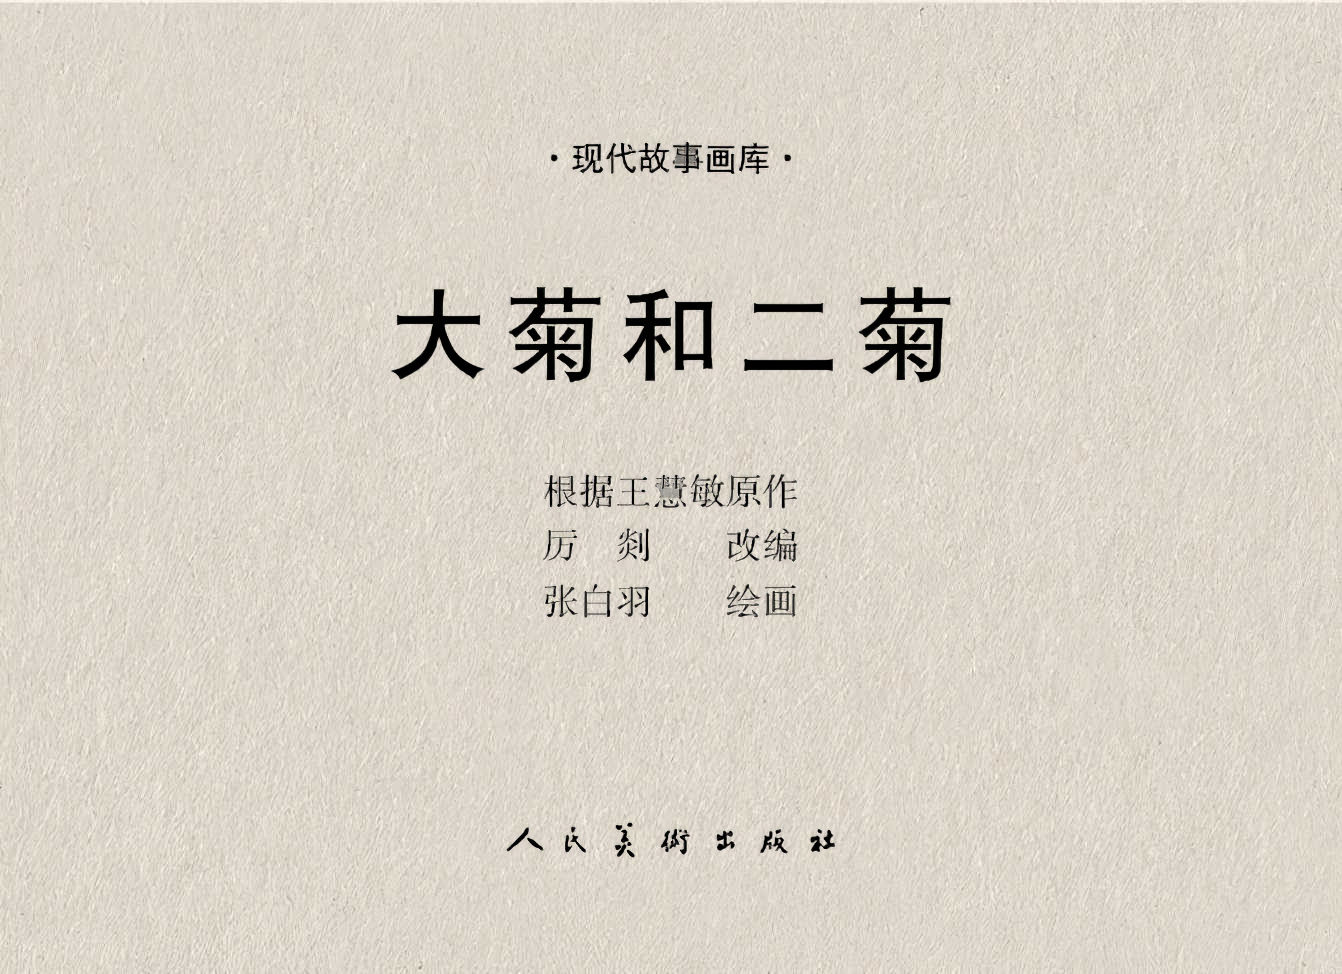 ·现代故事画库·
大菊和二菊
根据王慧敏原作
厉 剡 改编
张白羽 绘画
人民美術出版社